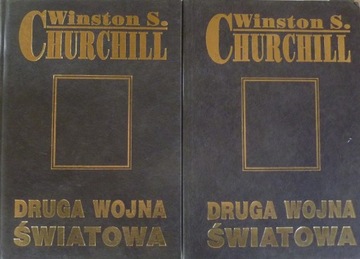 Winston S.
CHURCHILL
DRUGA WOJNA
ŚWIATOWA
Winston S.
CHURCHILL
DRUGA WOJNA
ŚWIATOWA